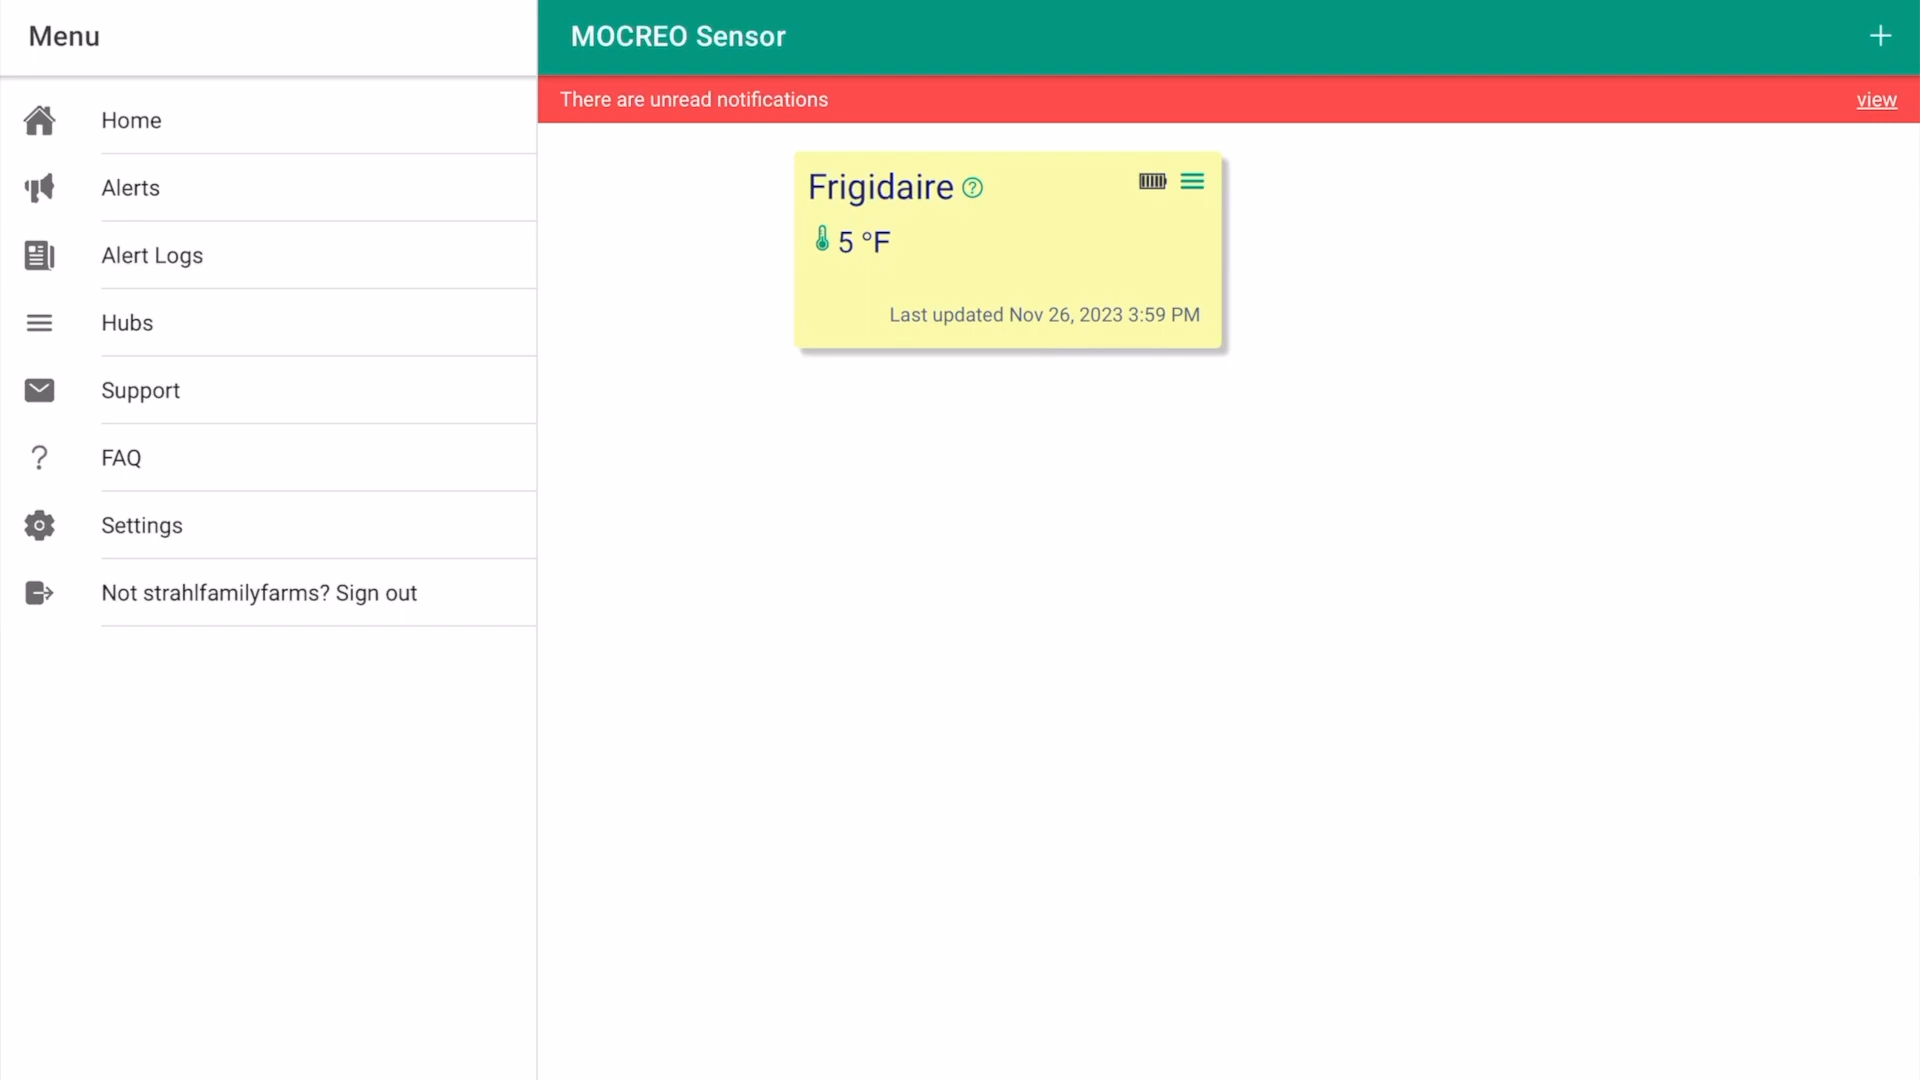 Menu
Home
Alerts
Alert Logs
Hubs
Support
FAQ
Settings
Not strahlfamilyfarms? Sign out
MOCREO Sensor
There are unread notifications view
Frigidaire
5 °F
Last updated Nov 26, 2023 3:59 PM